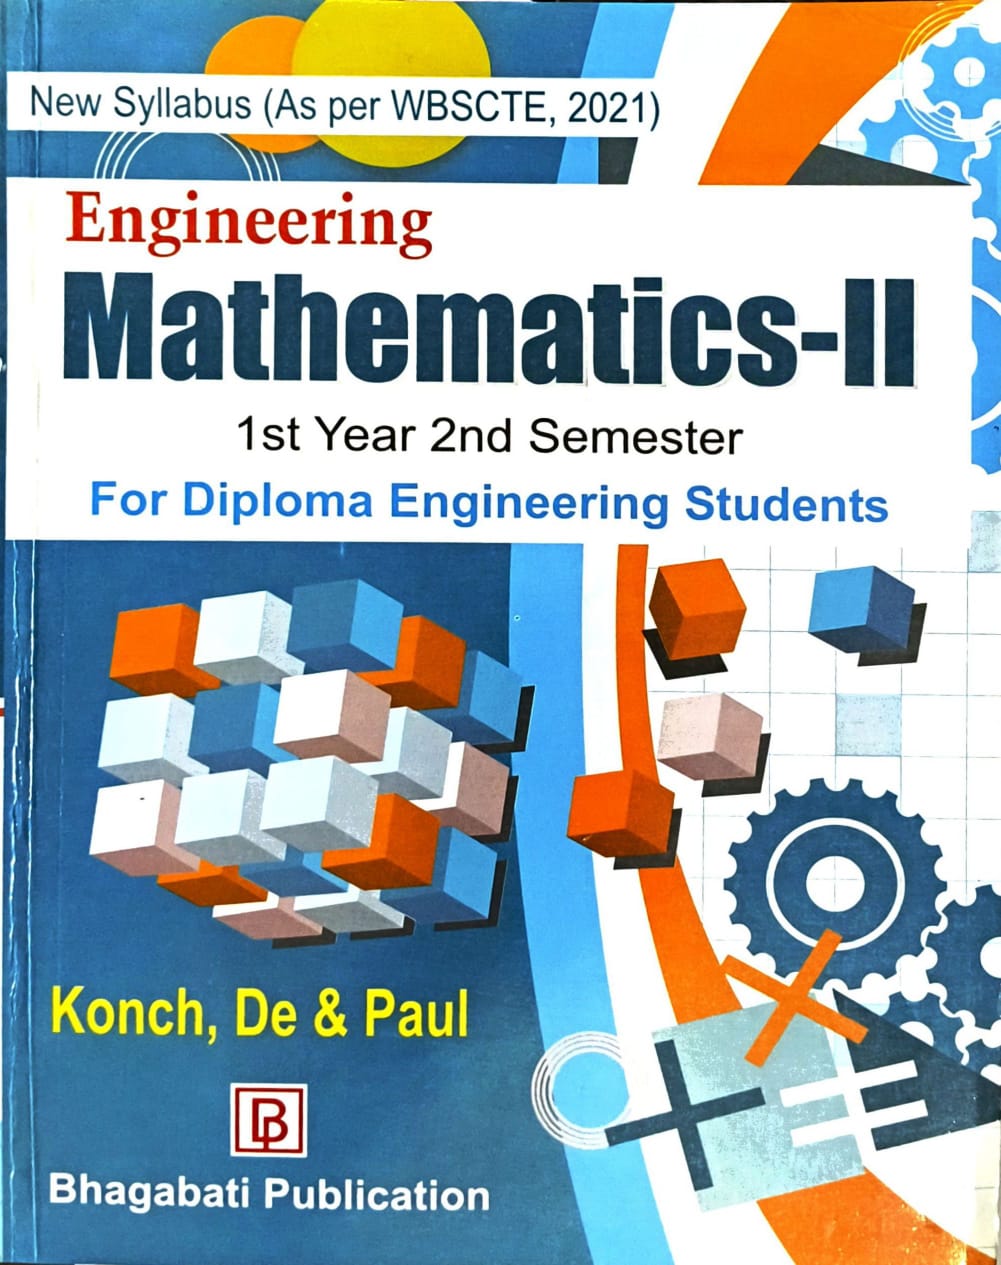 New Syllabus (As per WBSCTE, 2021)
Engineering
Mathematics-II
1st Year 2nd Semester
For Diploma Engineering Students
Konch, De & Paul
BP
Bhagabati Publication